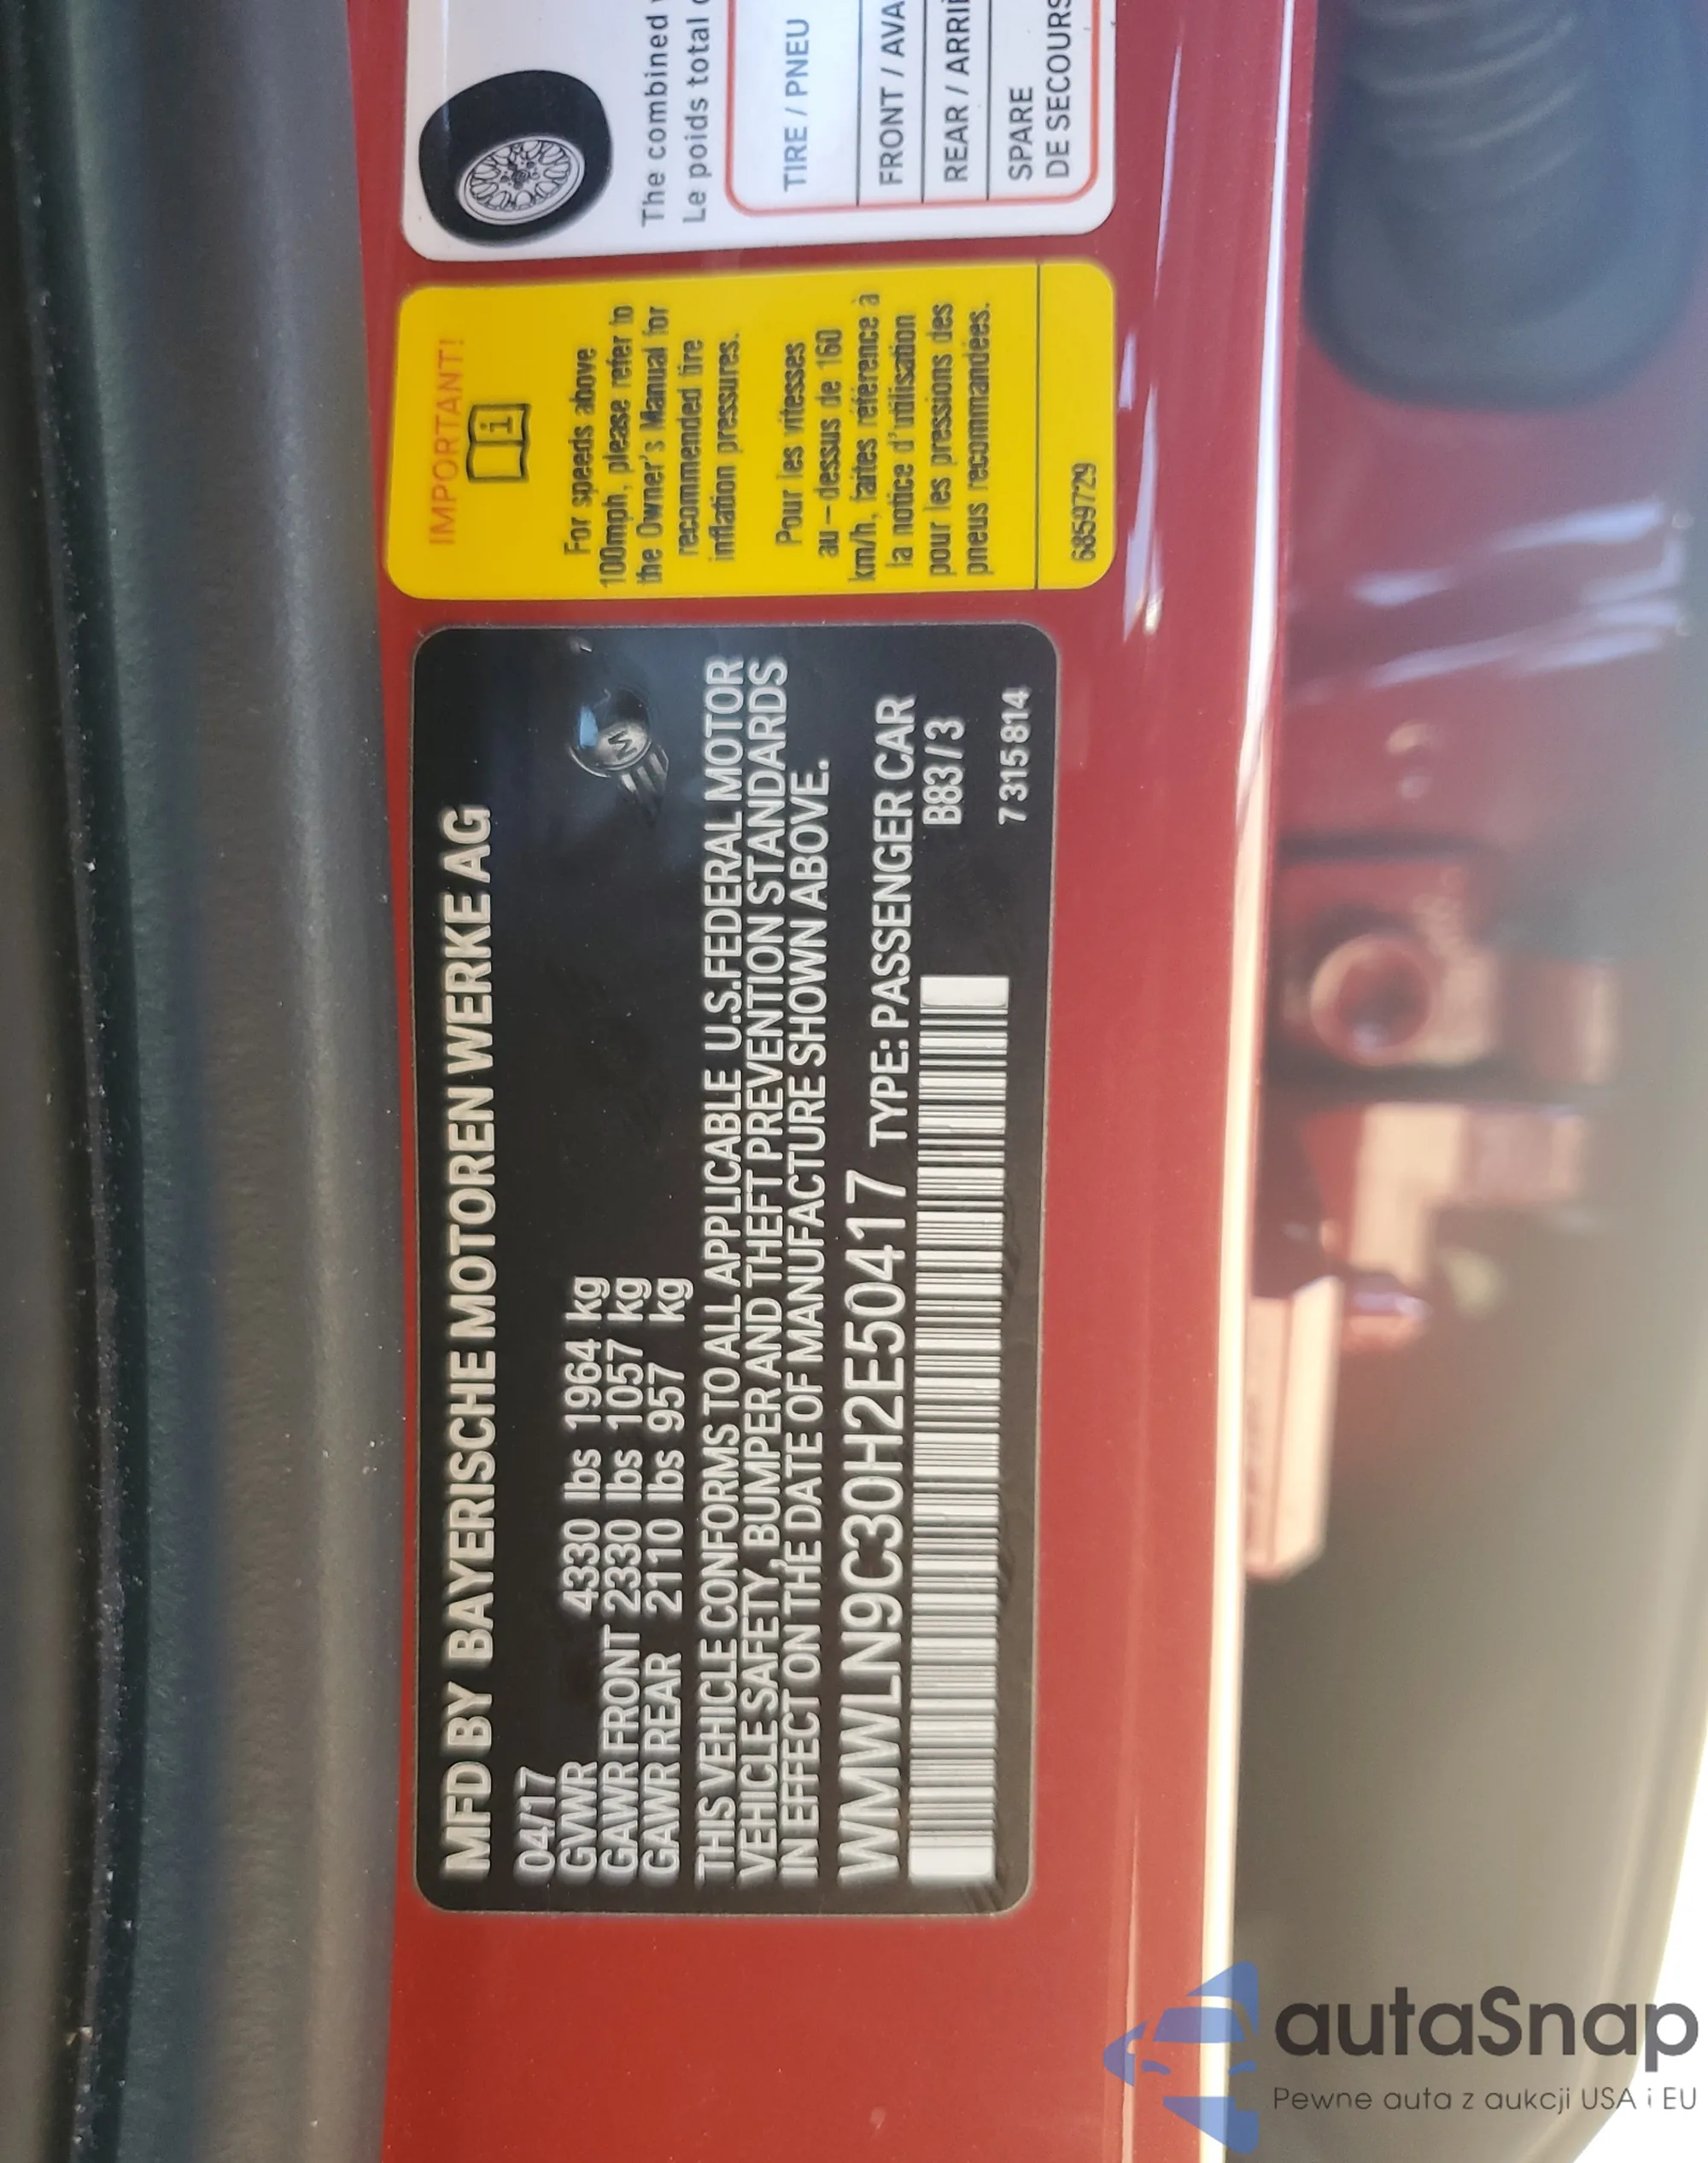 MFD BY BAYERISCHE MOTOREN WERKE AG
04/17
GVWR 4330 lbs 1964 kg
GAWR FRONT 2330 lbs 1057 kg
GAWR REAR 2110 lbs 957 kg
THIS VEHICLE CONFORMS TO ALL APPLICABLE U.S.FEDERAL MOTOR
VEHICLE SAFETY, BUMPER AND THEFT PREVENTION STANDARDS
IN EFFECT ON THE DATE OF MANUFACTURE SHOWN ABOVE.
WMWLN9C30H2E50417 TYPE: PASSENGER CAR
B83/3
7315814
IMPORTANT!
For speeds above
100mph, please refer to
the Owner's Manual for
recommended tire
inflation pressures.
Pour les vitesses
au-dessus de 160
km/h, faites référence à
la notice d'utilisation
pour les pressions des
pneus recommandées.
6859729
The combined
Le poids total
TIRE / PNEU
FRONT /
REAR /
SPARE
DE SECOURS
autaSnap
Pewne auta z aukcji USA i EU